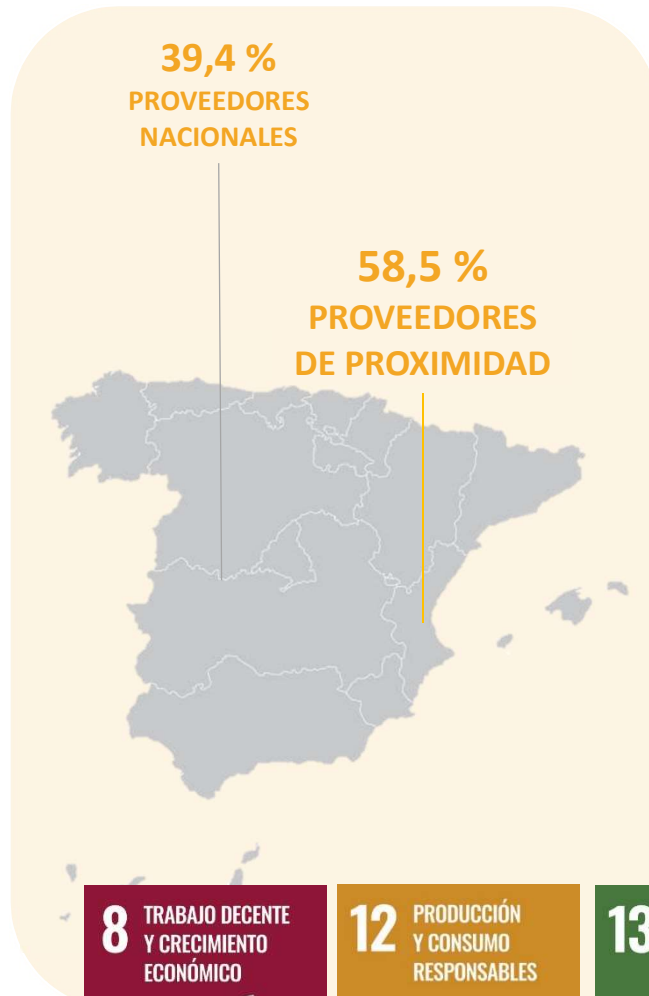 39,4 %
PROVEEDORES
NACIONALES
58,5 %
PROVEEDORES
DE PROXIMIDAD
8 TRABAJO DECENTE
Y CRECIMIENTO
ECONÓMICO
12 PRODUCCIÓN
Y CONSUMO
RESPONSABLES
13